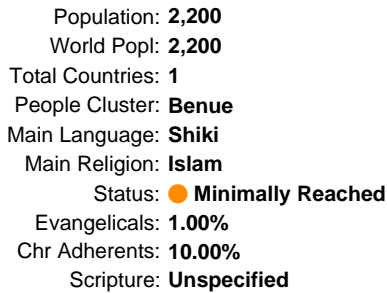 Population: 2,200
World Popl: 2,200
Total Countries: 1
People Cluster: Benue
Main Language: Shiki
Main Religion: Islam
Status: Minimally Reached
Evangelicals: 1.00%
Chr Adherents: 10.00%
Scripture: Unspecified